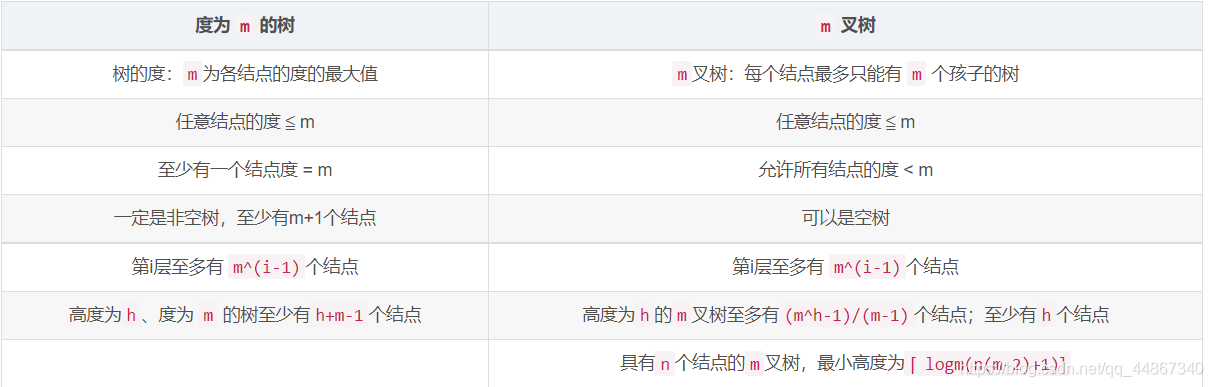 度为 m 的树 m 叉树
树的度： m 为各结点的度的最大值 m 叉树：每个结点最多只能有 m 个孩子的树
任意结点的度≦m 任意结点的度≦m
至少有一个结点度 = m 允许所有结点的度 < m
一定是非空树，至少有m+1个结点 可以是空树
第i层至多有 m^(i-1) 个结点 第i层至多有 m^(i-1) 个结点
高度为 h 、度为 m 的树至少有 h+m-1 个结点 高度为 h 的 m 叉树至多有 (m^h-1)/(m-1) 个结点；至少有 h 个结点
具有 n 个结点的 m 叉树，最小高度为 ⌈ logm(n(m-2)+1)⌉
https://blog.csdn.net/qq_44867340